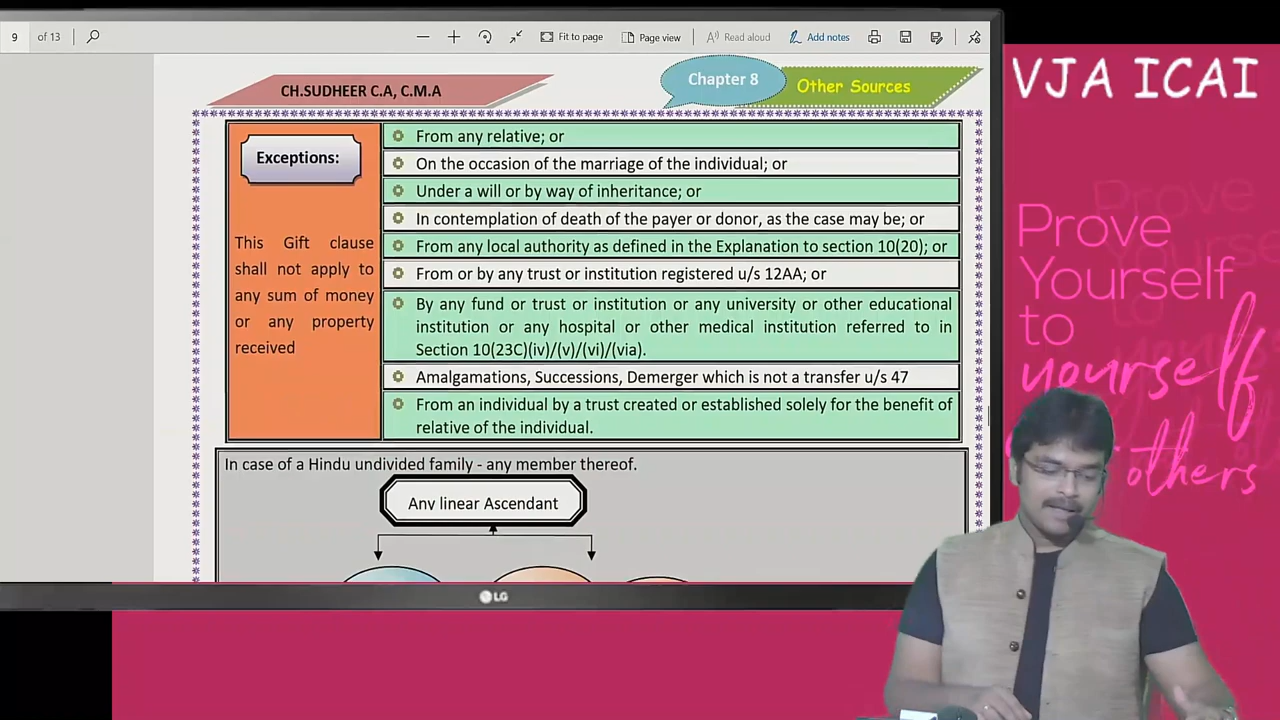 9 of 13 Fit to page Page view Read aloud Add notes
CH.SUDHEER C.A, C.M.A
Chapter 8
Other Sources
Exceptions:
This Gift clause
shall not apply to
any sum of money
or any property
received
From any relative; or
On the occasion of the marriage of the individual; or
Under a will or by way of inheritance; or
In contemplation of death of the payer or donor, as the case may be; or
From any local authority as defined in the Explanation to section 10(20); or
From or by any trust or institution registered u/s 12AA; or
By any fund or trust or institution or any university or other educational
institution or any hospital or other medical institution referred to in
Section 10(23C)(iv)/(v)/(vi)/(via).
Amalgamations, Successions, Demerger which is not a transfer u/s 47
From an individual by a trust created or established solely for the benefit of
relative of the individual.
In case of a Hindu undivided family - any member thereof.
Any linear Ascendant
LG
VJA ICAI
Prove
Yourself
to
yourself
others